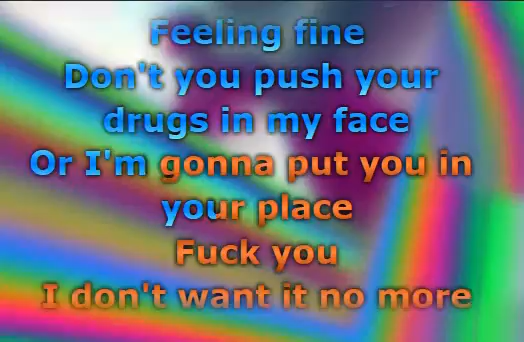 Feeling fine
Don't you push your
drugs in my face
Or I'm gonna put you in
your place
Fuck you
I don't want it no more